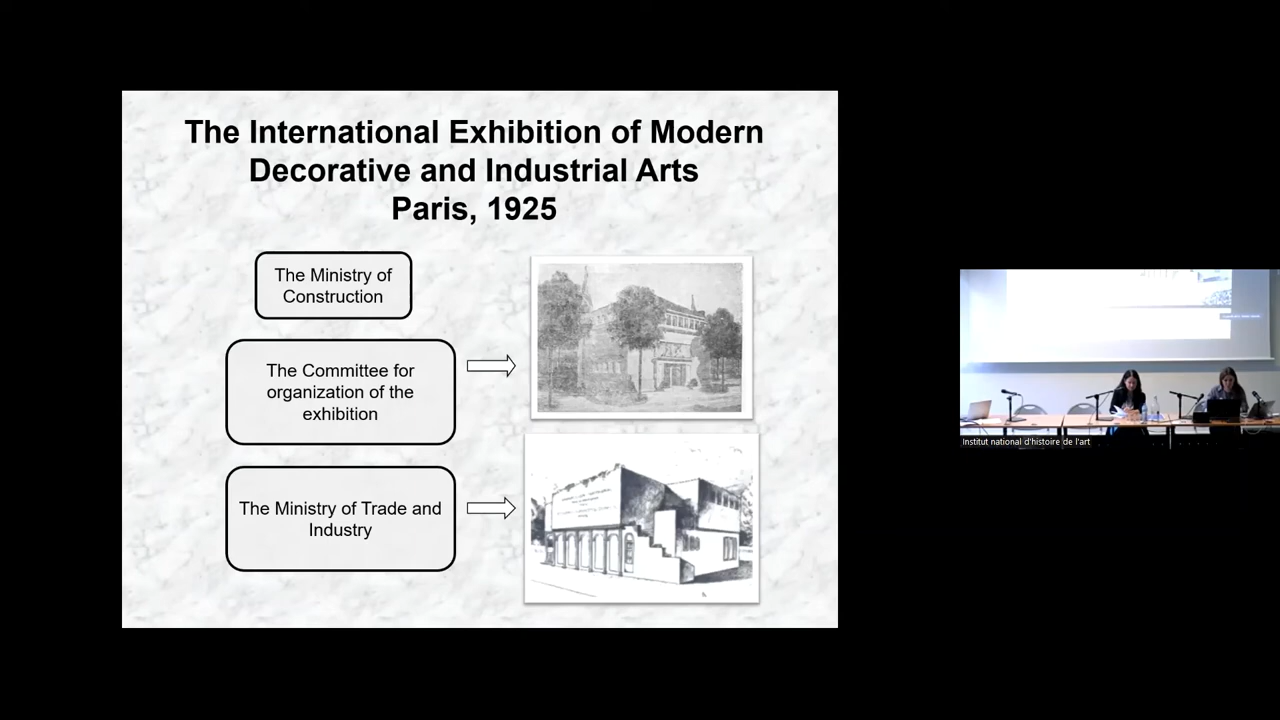 The International Exhibition of Modern
Decorative and Industrial Arts
Paris, 1925
The Ministry of
Construction
The Committee for
organization of the
exhibition
The Ministry of Trade and
Industry
Institut national d'histoire de l'art